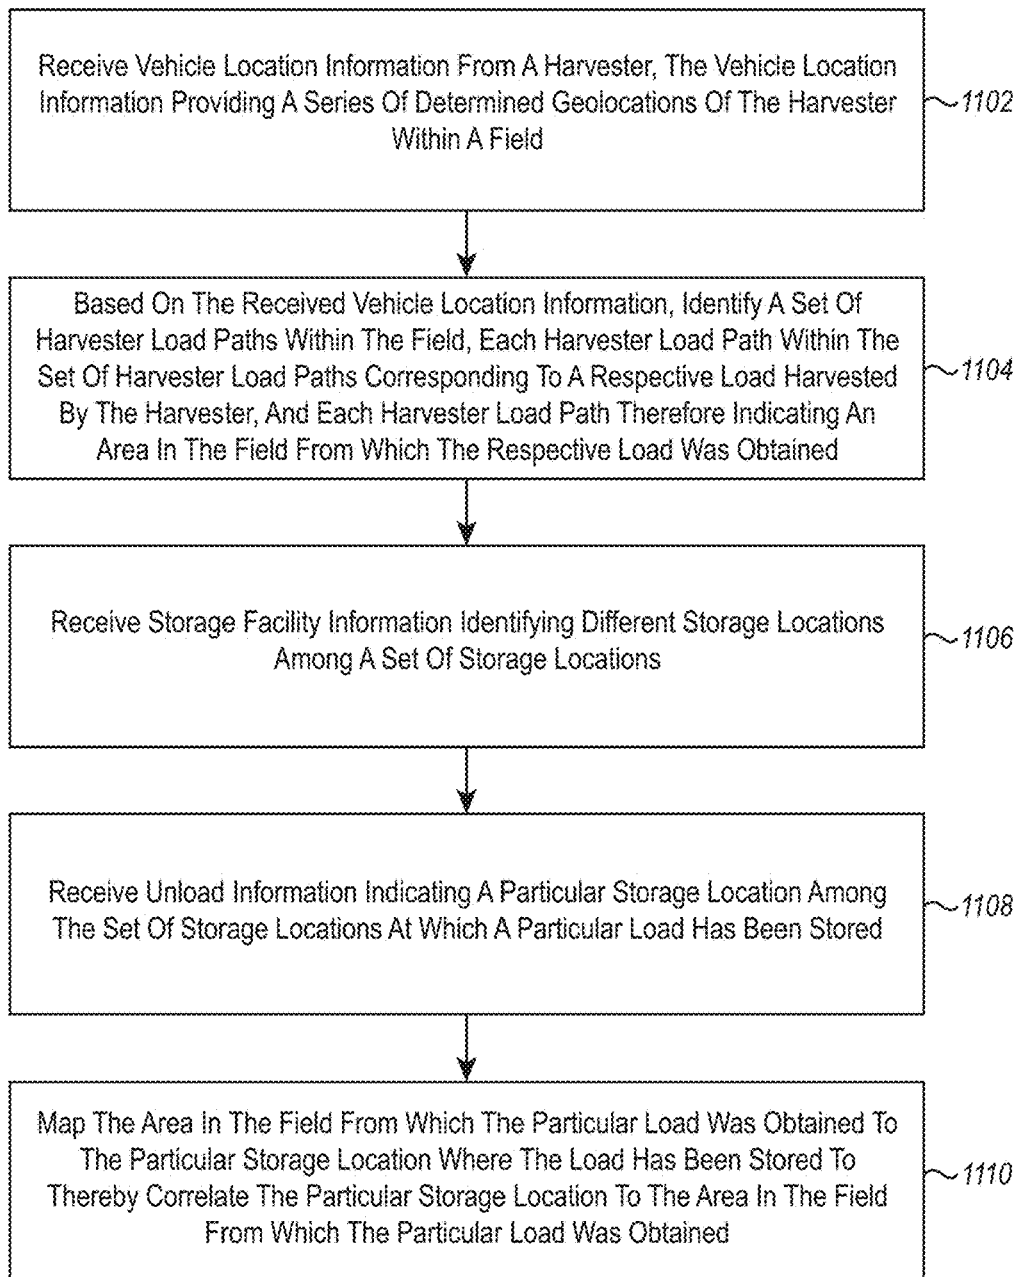 Receive Vehicle Location Information From A Harvester, The Vehicle Location
Information Providing A Series Of Determined Geolocations Of The Harvester
Within A Field
1102
Based On The Received Vehicle Location Information, Identify A Set Of
Harvester Load Paths Within The Field, Each Harvester Load Path Within The
Set Of Harvester Load Paths Corresponding To A Respective Load Harvested
By The Harvester, And Each Harvester Load Path Therefore Indicating An
Area In The Field From Which The Respective Load Was Obtained
1104
Receive Storage Facility Information Identifying Different Storage Locations
Among A Set Of Storage Locations
1106
Receive Unload Information Indicating A Particular Storage Location Among
The Set Of Storage Locations At Which A Particular Load Has Been Stored
1108
Map The Area In The Field From Which The Particular Load Was Obtained To
The Particular Storage Location Where The Load Has Been Stored To
Thereby Correlate The Particular Storage Location To The Area In The Field
From Which The Particular Load Was Obtained
1110